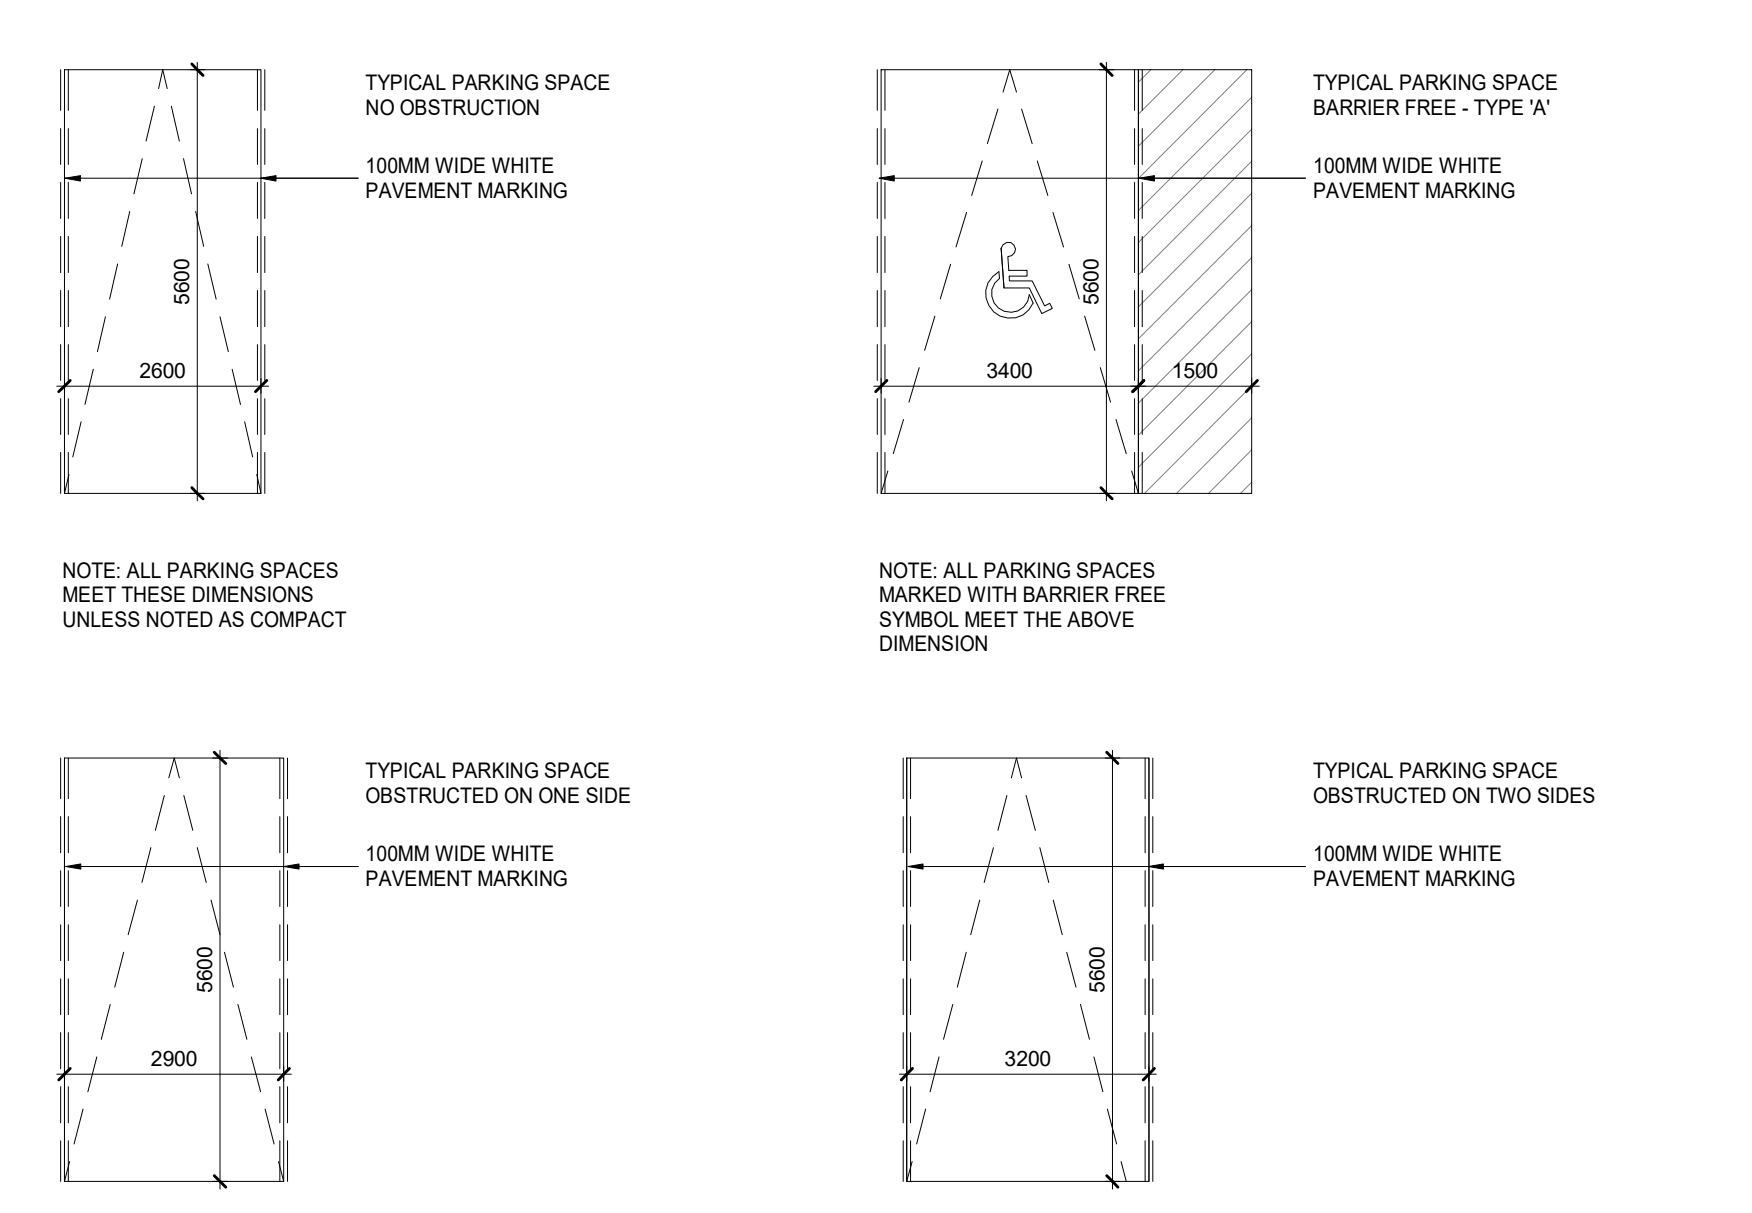 TYPICAL PARKING SPACE
NO OBSTRUCTION
100MM WIDE WHITE
PAVEMENT MARKING
5600
2600
NOTE: ALL PARKING SPACES
MEET THESE DIMENSIONS
UNLESS NOTED AS COMPACT
TYPICAL PARKING SPACE
BARRIER FREE - TYPE 'A'
100MM WIDE WHITE
PAVEMENT MARKING
5600
3400
1500
NOTE: ALL PARKING SPACES
MARKED WITH BARRIER FREE
SYMBOL MEET THE ABOVE
DIMENSION
TYPICAL PARKING SPACE
OBSTRUCTED ON ONE SIDE
100MM WIDE WHITE
PAVEMENT MARKING
5600
2900
TYPICAL PARKING SPACE
OBSTRUCTED ON TWO SIDES
100MM WIDE WHITE
PAVEMENT MARKING
5600
3200